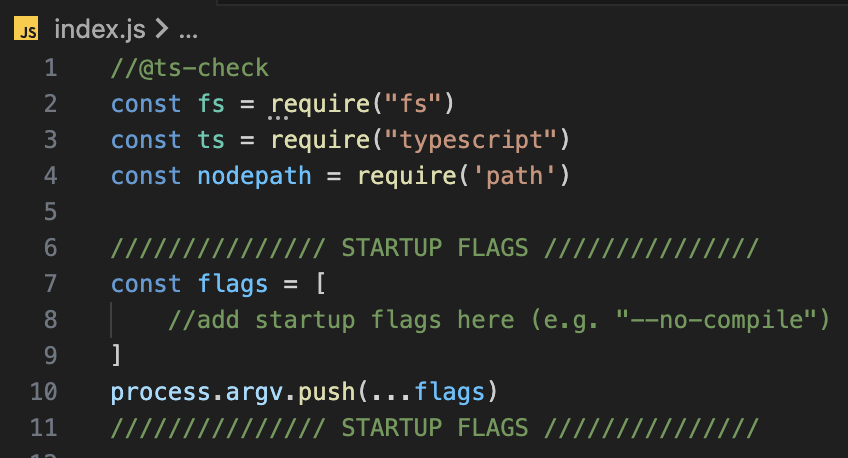 JS index.js > ...
1 //@ts-check
2 const fs = require("fs")
3 const ts = require("typescript")
4 const nodepath = require('path')
5
6 /////////////// STARTUP FLAGS ///////////////
7 const flags = [
8     //add startup flags here (e.g. "--no-compile")
9 ]
10 process.argv.push(...flags)
11 /////////////// STARTUP FLAGS ///////////////